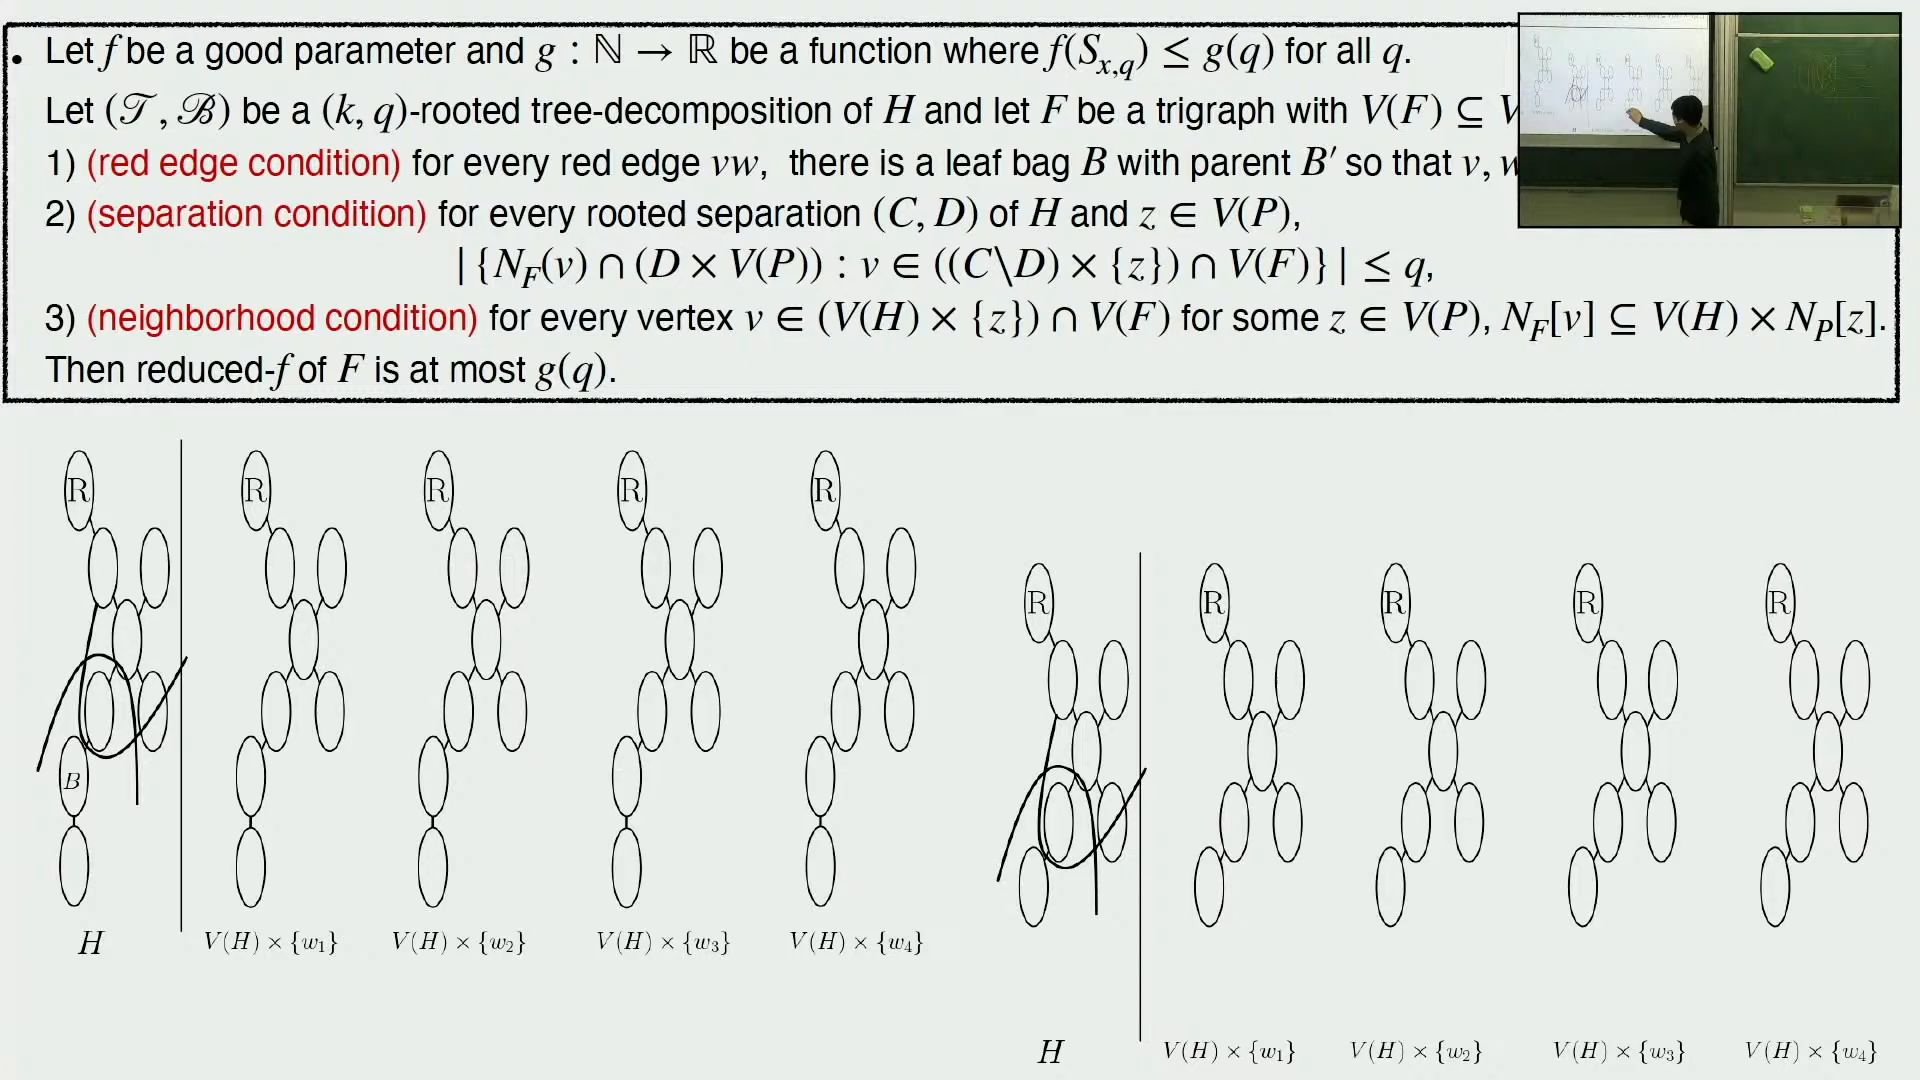 • Let f be a good parameter and g : ℕ → ℝ be a function where f(S_{x,q}) ≤ g(q) for all q.
Let (𝒯, ℬ) be a (k, q)-rooted tree-decomposition of H and let F be a trigraph with V(F) ⊆ V
1) (red edge condition) for every red edge vw, there is a leaf bag B with parent B′ so that v, w
2) (separation condition) for every rooted separation (C, D) of H and z ∈ V(P),
| {N_F(v) ∩ (D × V(P)) : v ∈ ((C\D) × {z}) ∩ V(F)} | ≤ q,
3) (neighborhood condition) for every vertex v ∈ (V(H) × {z}) ∩ V(F) for some z ∈ V(P), N_F[v] ⊆ V(H) × N_P[z].
Then reduced-f of F is at most g(q).
R R R R R
B
H V(H) × {w₁} V(H) × {w₂} V(H) × {w₃} V(H) × {w₄}
R R R R R
H V(H) × {w₁} V(H) × {w₂} V(H) × {w₃} V(H) × {w₄}